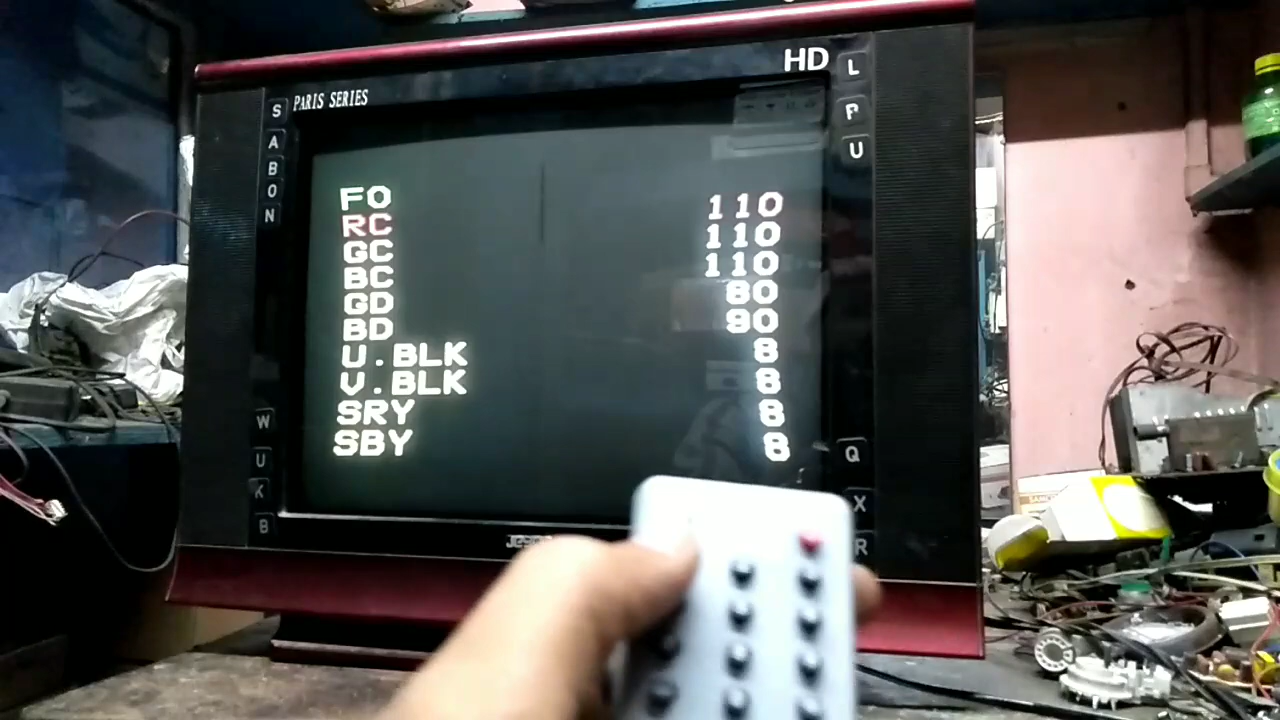 HD
PARIS SERIES
S
A
B
O
N
L
P
U
FO
RC 110
GC 110
BC 110
GD 80
BD 90
U.BLK 8
V.BLK 8
SRY 8
SBY 8
W
U
K
B
Q
X
R